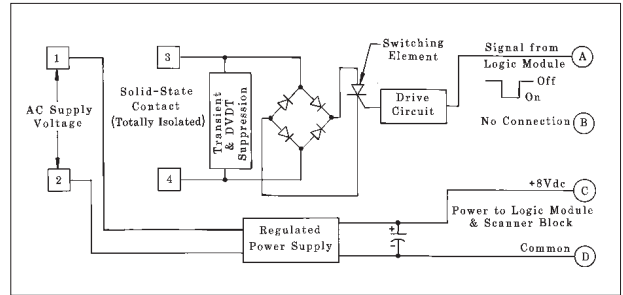 1
3
Switching
Element
Signal from
Logic Module
A
Off
On
AC Supply
Voltage
Solid-State
Contact
(Totally Isolated)
Transient
& DVDT
Suppression
Drive
Circuit
No Connection
B
2
4
+8Vdc
C
Regulated
Power Supply
+
-
Power to Logic Module
& Scanner Block
Common
D